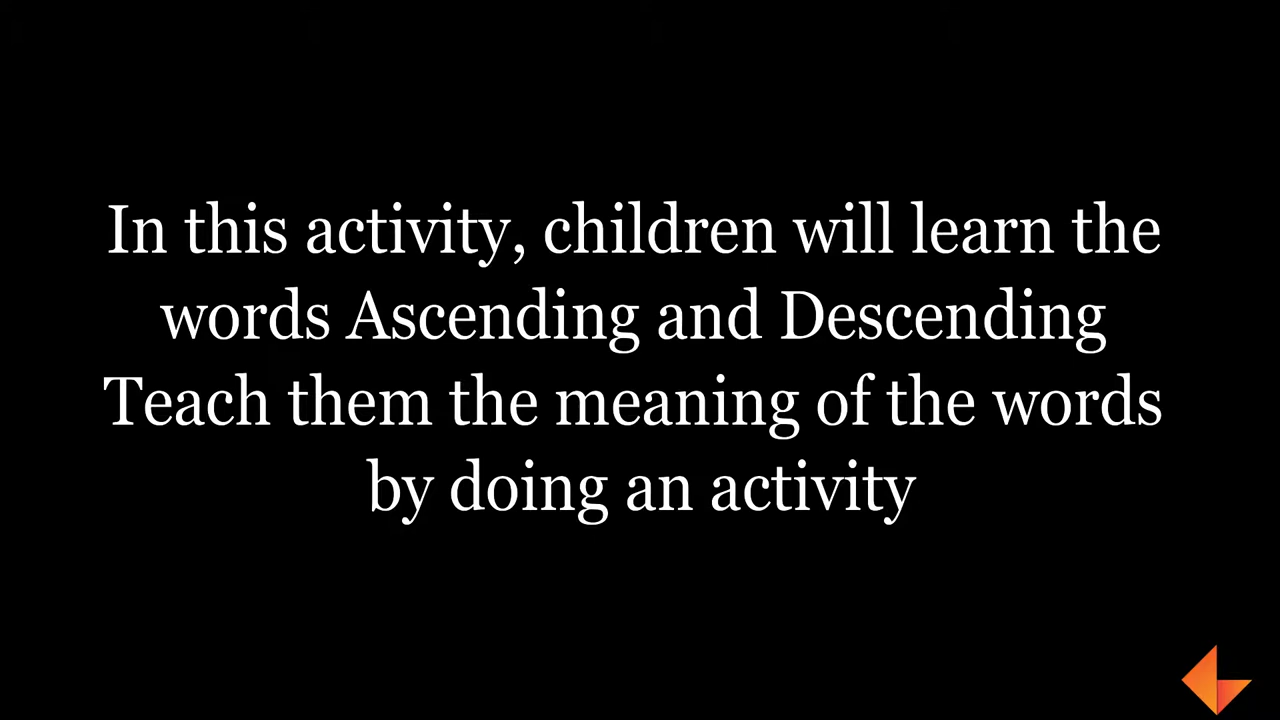 In this activity, children will learn the
words Ascending and Descending
Teach them the meaning of the words
by doing an activity